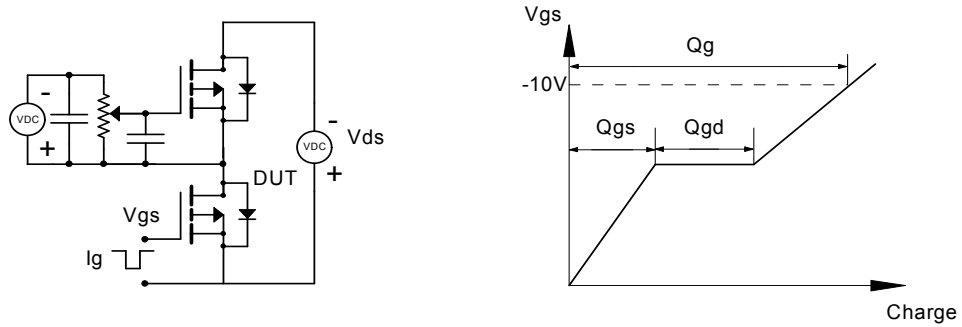 -
VDC
+
-
VDC
+
Vds
DUT
Vgs
Ig
Vgs
Qg
-10V
Qgs
Qgd
Charge